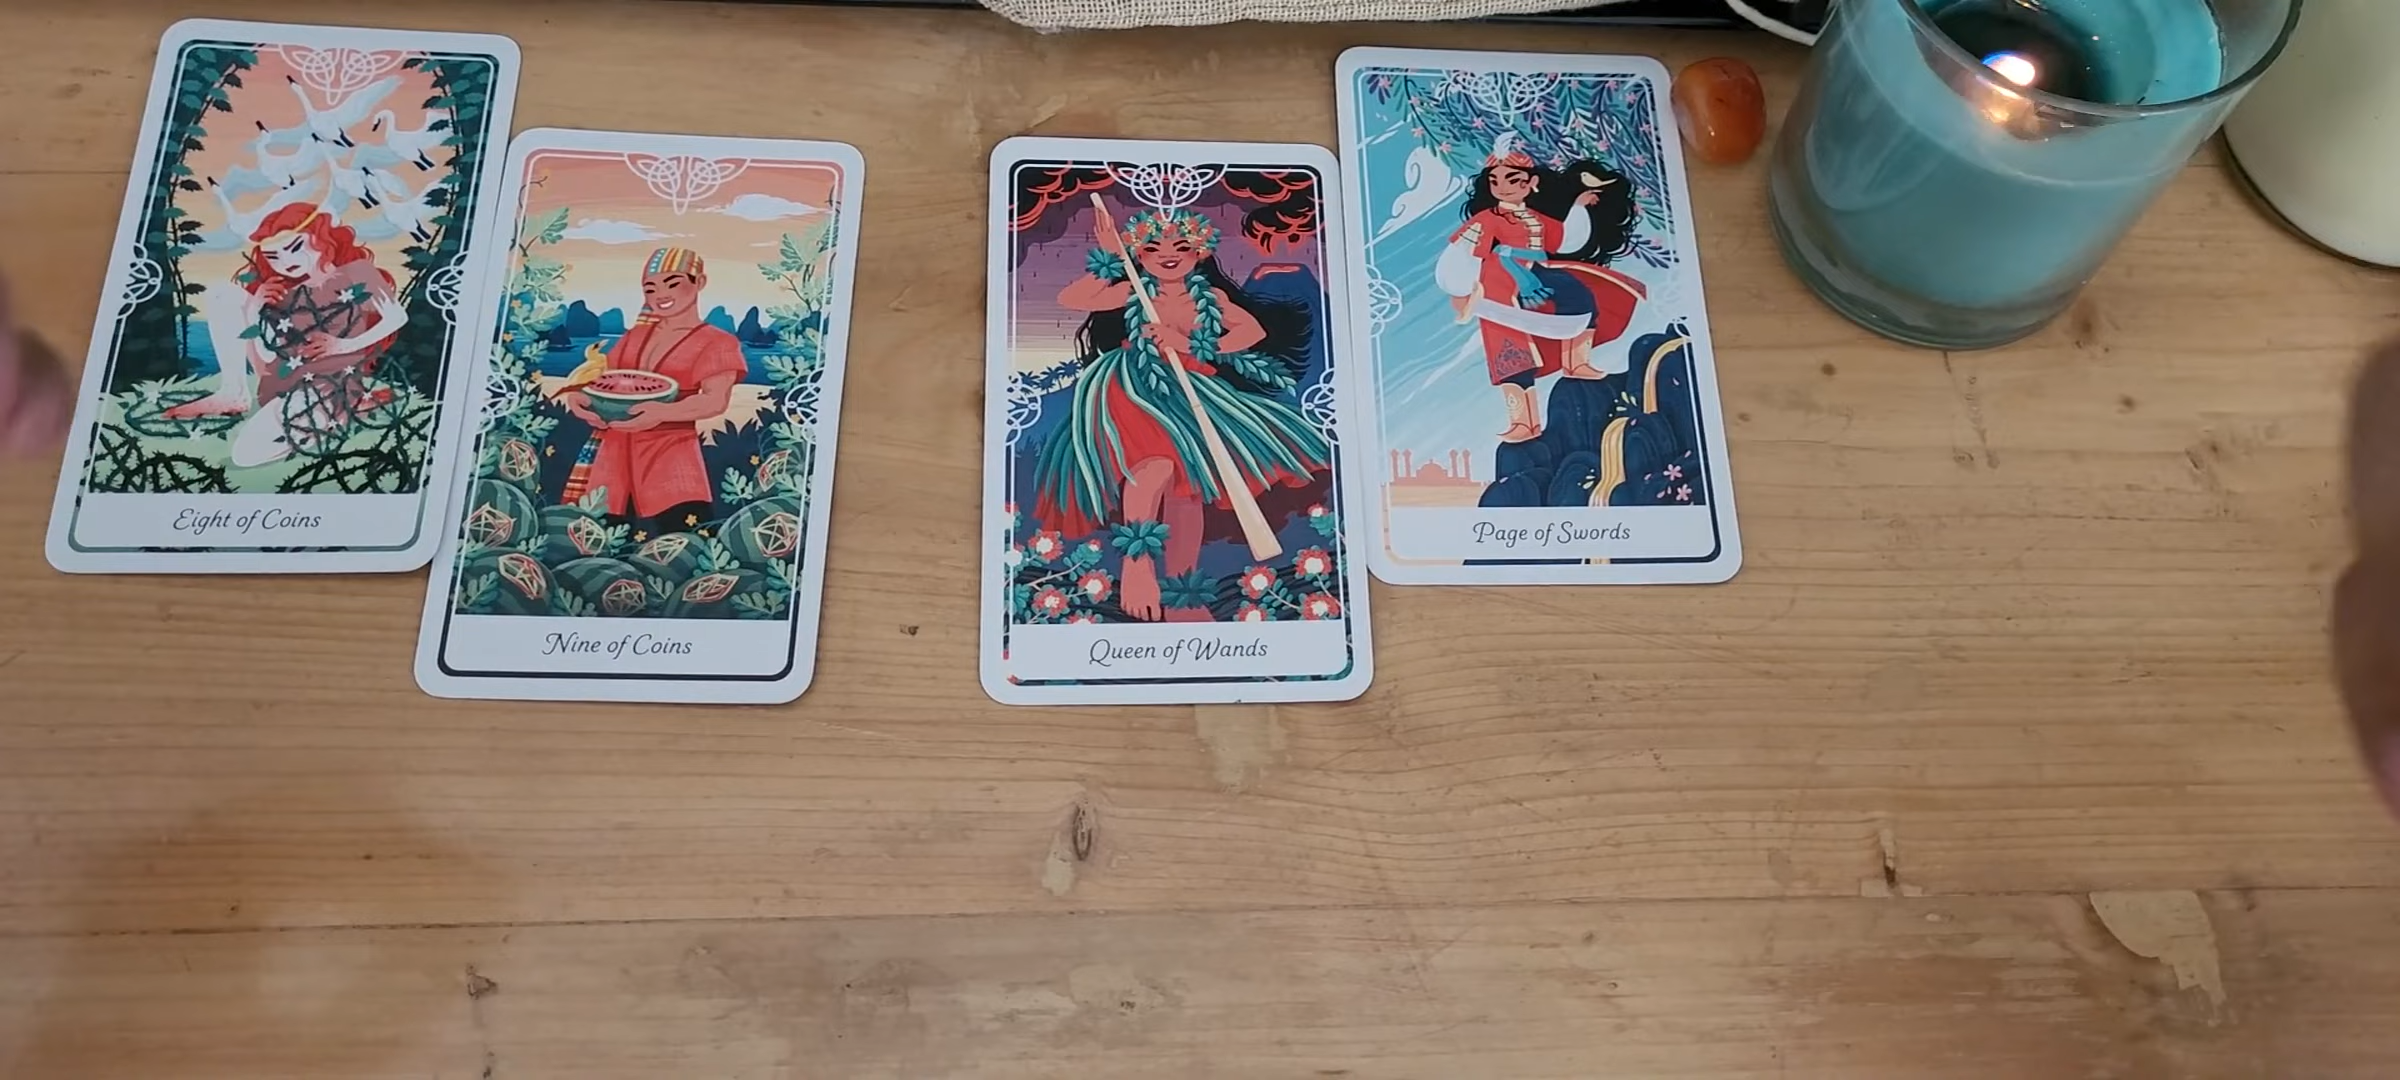 Eight of Coins
Nine of Coins
Queen of Wands
Page of Swords